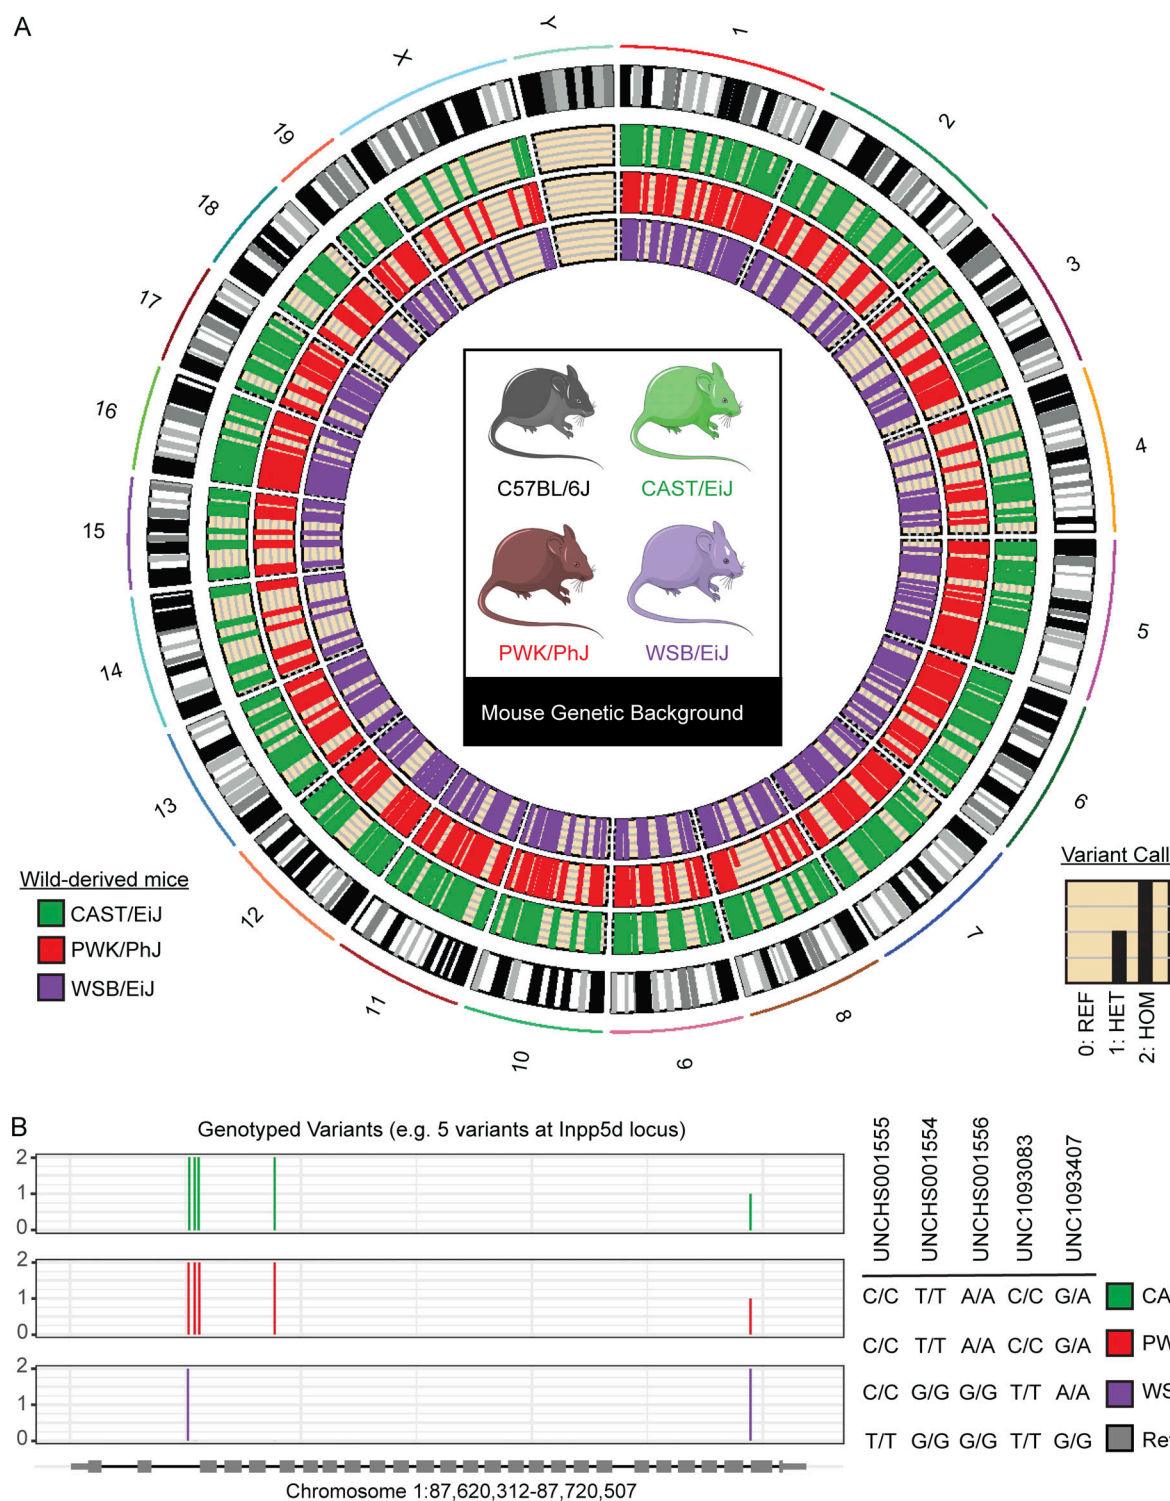 A
1
2
3
4
5
6
7
8
9
10
11
12
13
14
15
16
17
18
19
X
Y
C57BL/6J
CAST/EiJ
PWK/PhJ
WSB/EiJ
Mouse Genetic Background
Wild-derived mice
CAST/EiJ
PWK/PhJ
WSB/EiJ
Variant Call
0: REF
1: HET
2: HOM
B
Genotyped Variants (e.g. 5 variants at Inpp5d locus)
2
1
0
2
1
0
2
1
0
Chromosome 1:87,620,312-87,720,507
UNCHS001555
UNCHS001554
UNCHS001556
UNC1093083
UNC1093407
C/C T/T A/A C/C G/A CA
C/C T/T A/A C/C G/A PW
C/C G/G G/G T/T A/A WS
T/T G/G G/G T/T G/G Re